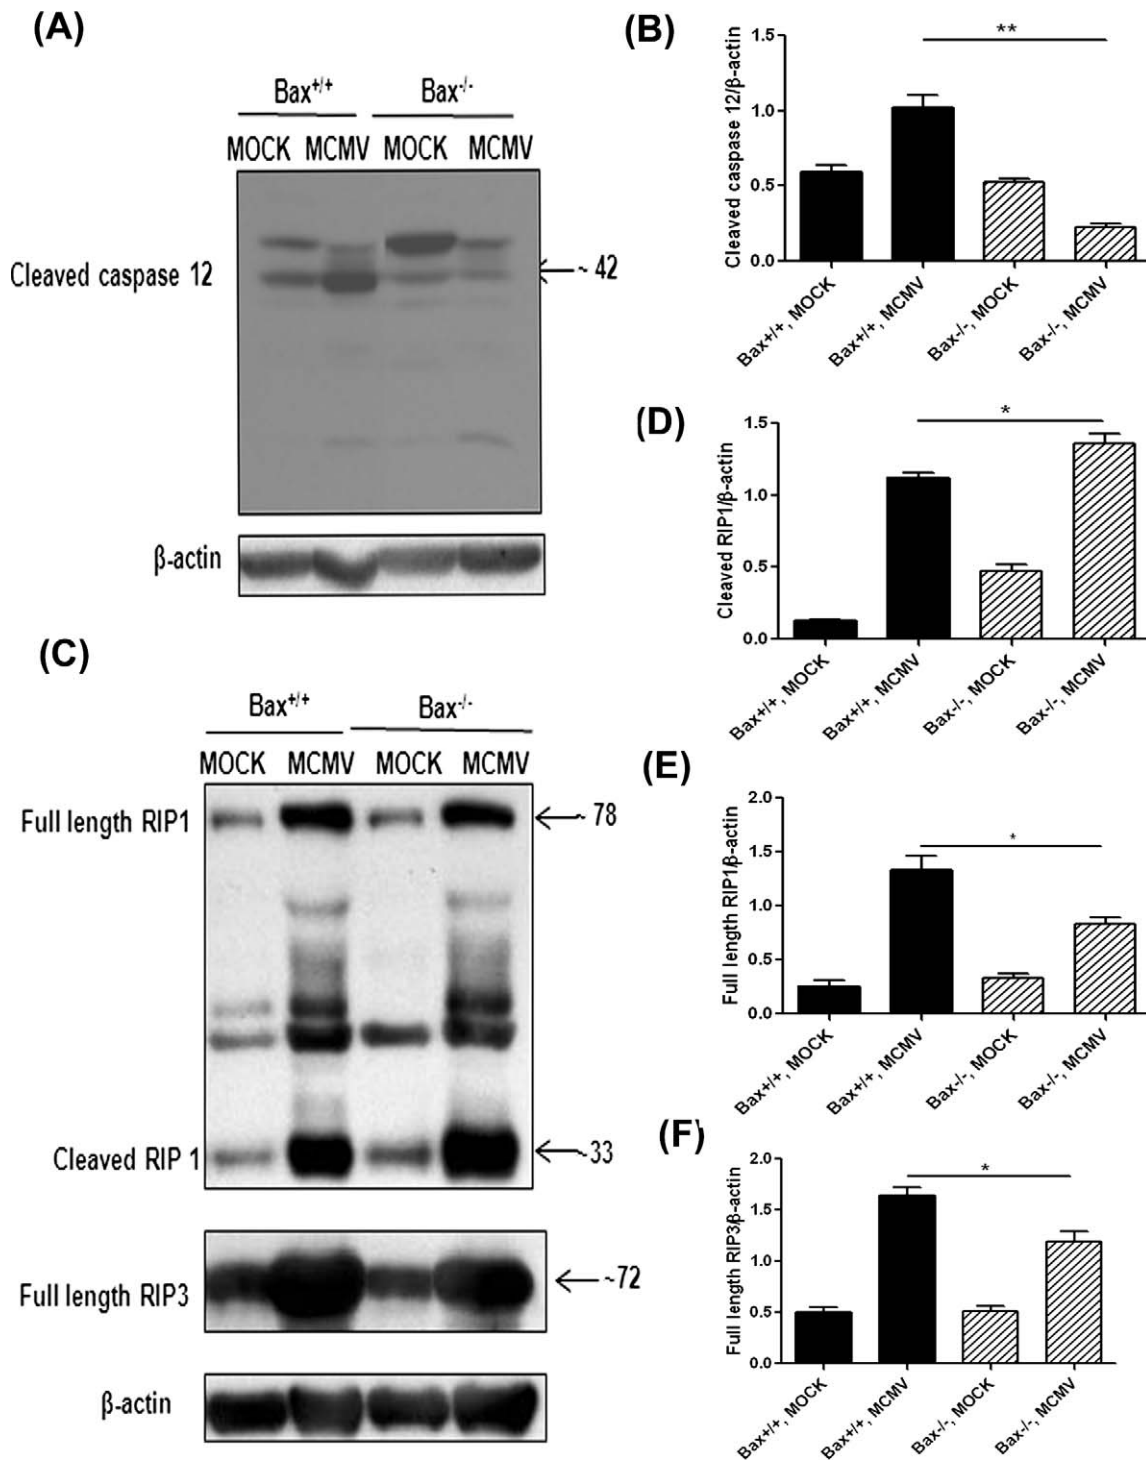 (A)
Bax+/+ Bax-/-
MOCK MCMV MOCK MCMV
Cleaved caspase 12
~ 42
β-actin
(B)
Cleaved caspase 12/β-actin
1.5
1.0
0.5
0.0
**
Bax+/+, MOCK
Bax+/+, MCMV
Bax-/-, MOCK
Bax-/-, MCMV
(C)
Bax+/+ Bax-/-
MOCK MCMV MOCK MCMV
Full length RIP1
~ 78
Cleaved RIP 1
~33
Full length RIP3
~72
β-actin
(D)
Cleaved RIP1/β-actin
1.5
1.0
0.5
0.0
*
Bax+/+, MOCK
Bax+/+, MCMV
Bax-/-, MOCK
Bax-/-, MCMV
(E)
Full length RIP1/β-actin
2.0
1.5
1.0
0.5
0.0
*
Bax+/+, MOCK
Bax+/+, MCMV
Bax-/-, MOCK
Bax-/-, MCMV
(F)
Full length RIP3/β-actin
2.0
1.5
1.0
0.5
0.0
*
Bax+/+, MOCK
Bax+/+, MCMV
Bax-/-, MOCK
Bax-/-, MCMV